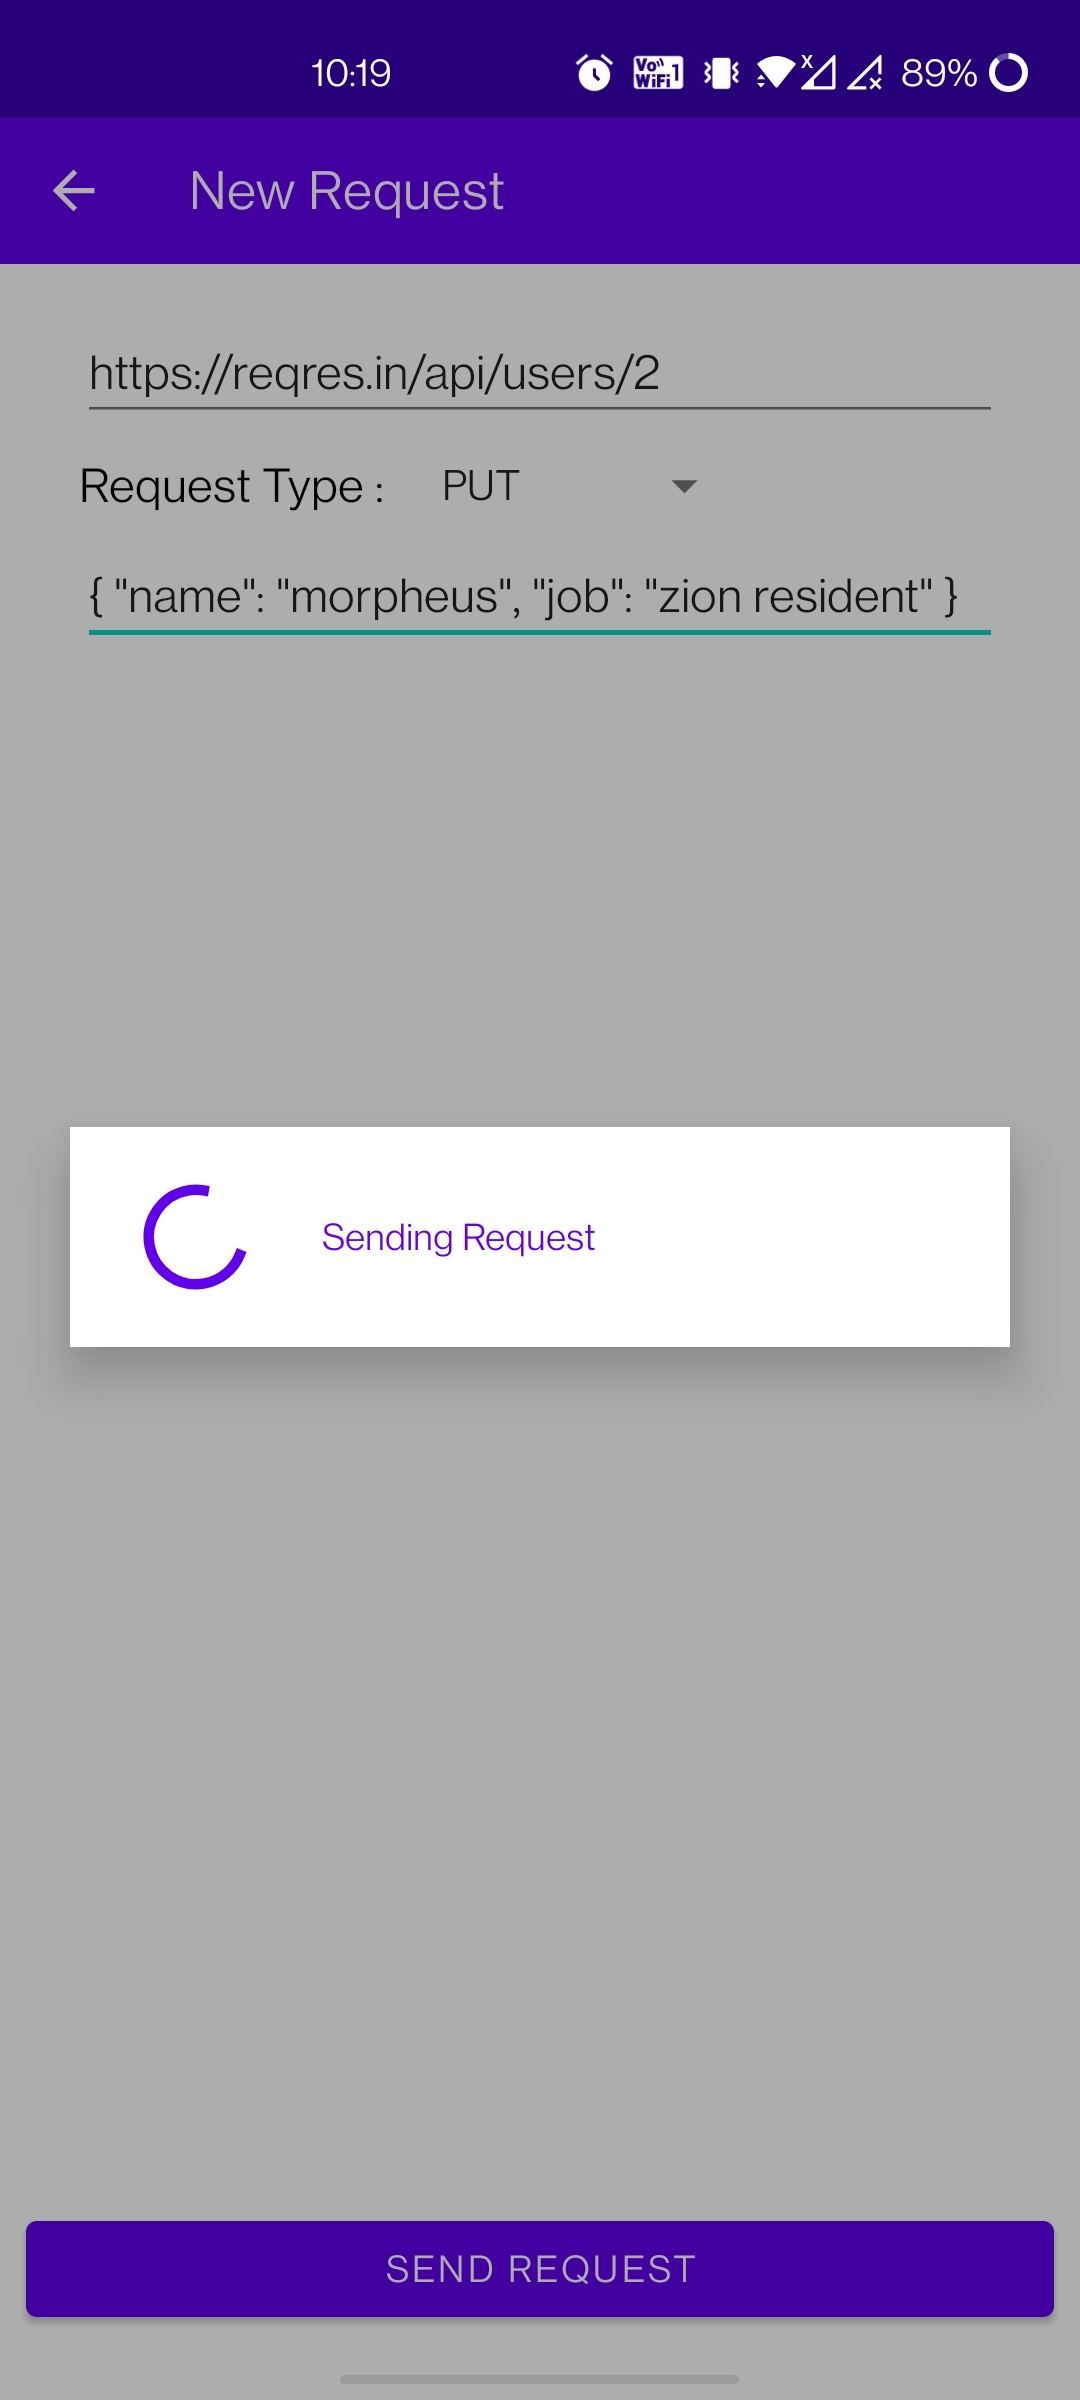 10:19
Vo)) WiFi 1
89%
New Request
https://reqres.in/api/users/2
Request Type : PUT
{ "name": "morpheus", "job": "zion resident" }
Sending Request
SEND REQUEST